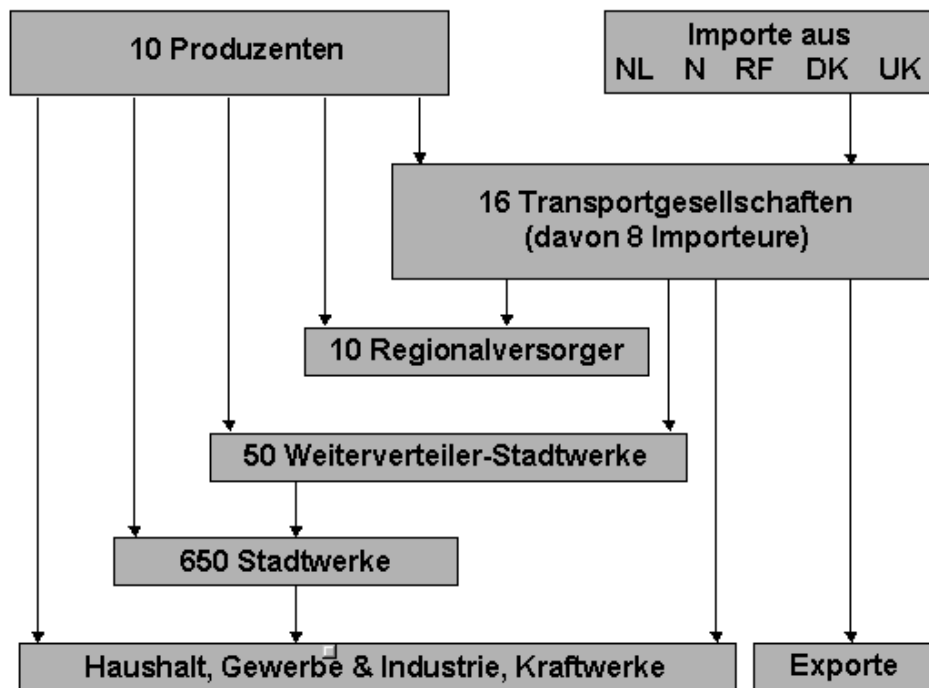 10 Produzenten
Importe aus
NL N RF DK UK
16 Transportgesellschaften
(davon 8 Importeure)
10 Regionalversorger
50 Weiterverteiler-Stadtwerke
650 Stadtwerke
Haushalt, Gewerbe & Industrie, Kraftwerke
Exporte